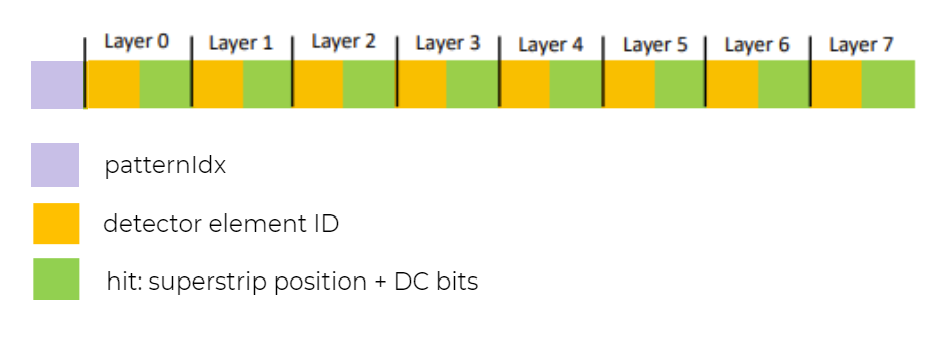 Layer 0 Layer 1 Layer 2 Layer 3 Layer 4 Layer 5 Layer 6 Layer 7
patternIdx
detector element ID
hit: superstrip position + DC bits